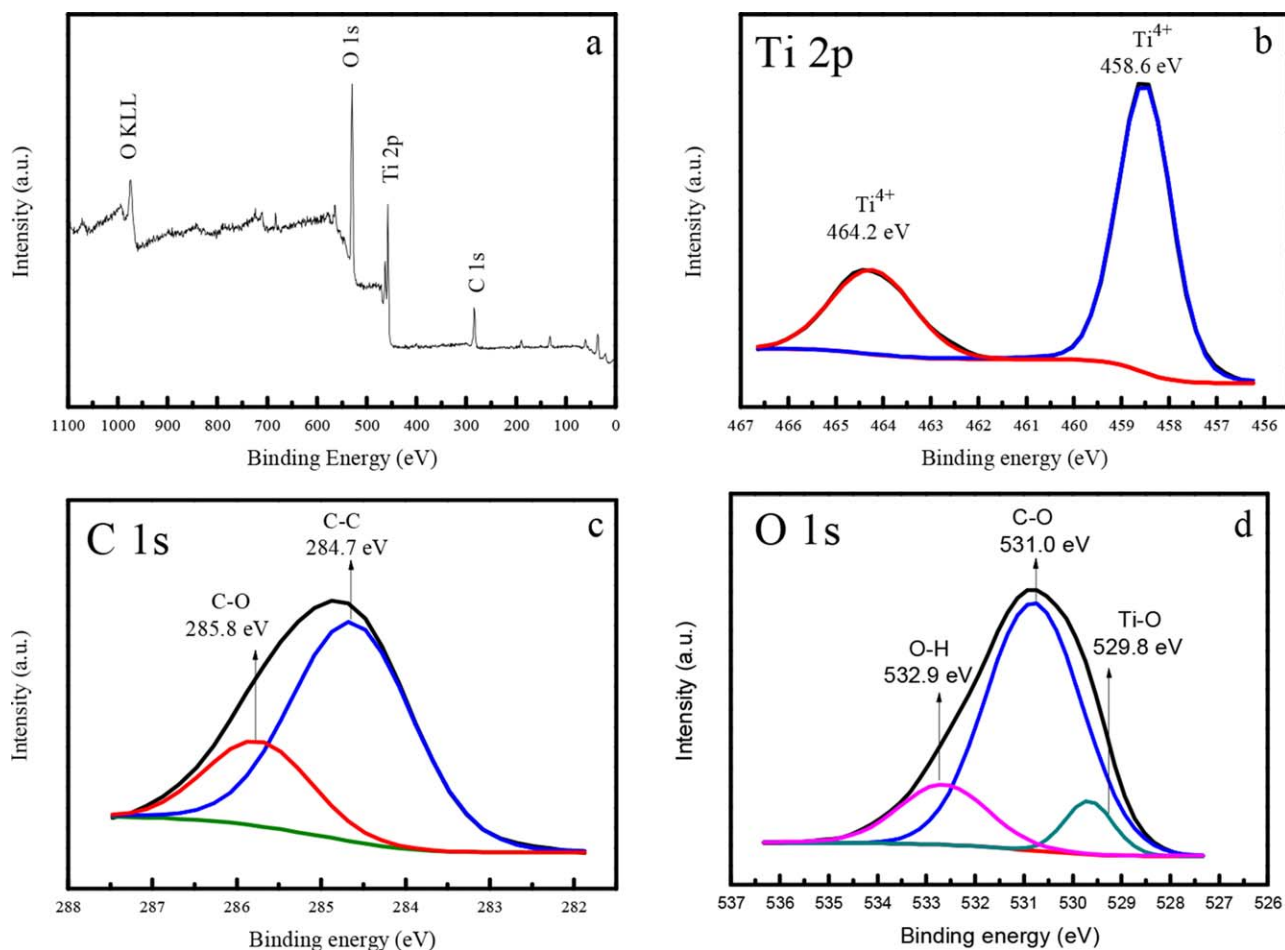 a
O KLL
O 1s
Ti 2p
C 1s
Intensity (a.u.)
1100 1000 900 800 700 600 500 400 300 200 100 0
Binding Energy (eV)
Ti 2p
b
Ti4+
458.6 eV
Ti4+
464.2 eV
Intensity (a.u.)
467 466 465 464 463 462 461 460 459 458 457 456
Binding energy (eV)
C 1s
c
C-C
284.7 eV
C-O
285.8 eV
Intensity (a.u.)
288 287 286 285 284 283 282
Binding energy (eV)
O 1s
d
C-O
531.0 eV
Ti-O
529.8 eV
O-H
532.9 eV
Intensity (a.u.)
537 536 535 534 533 532 531 530 529 528 527 526
Binding energy (eV)